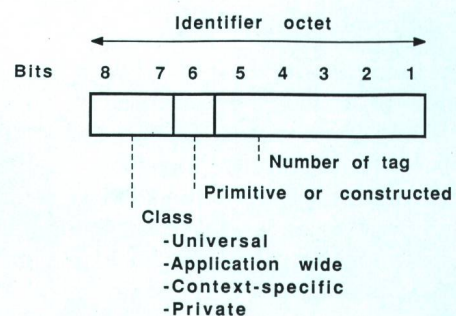 Identifier octet
Bits 8 7 6 5 4 3 2 1
Number of tag
Primitive or constructed
Class
-Universal
-Application wide
-Context-specific
-Private